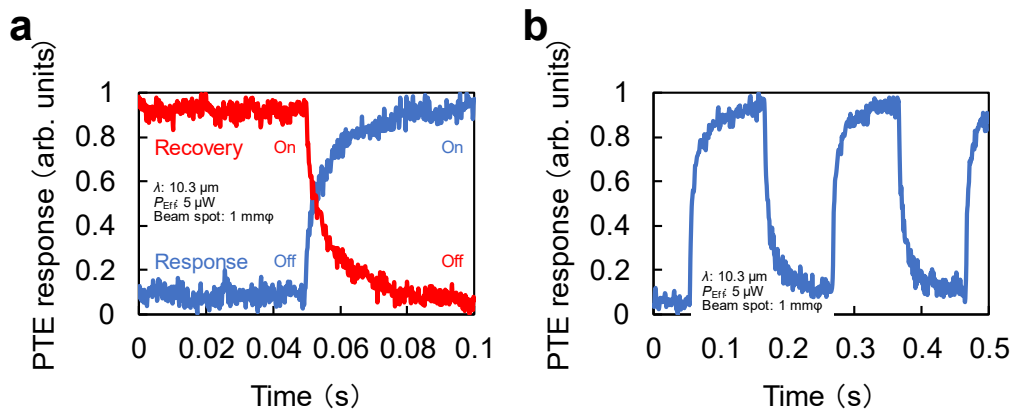 a
PTE response (arb. units)
1
0.8
0.6
0.4
0.2
0
Recovery
On
On
λ: 10.3 μm
PEff: 5 μW
Beam spot: 1 mmφ
Response
Off
Off
0
0.02
0.04
0.06
0.08
0.1
Time (s)
b
PTE response (arb. units)
1
0.8
0.6
0.4
0.2
0
λ: 10.3 μm
PEff: 5 μW
Beam spot: 1 mmφ
0
0.1
0.2
0.3
0.4
0.5
Time (s)